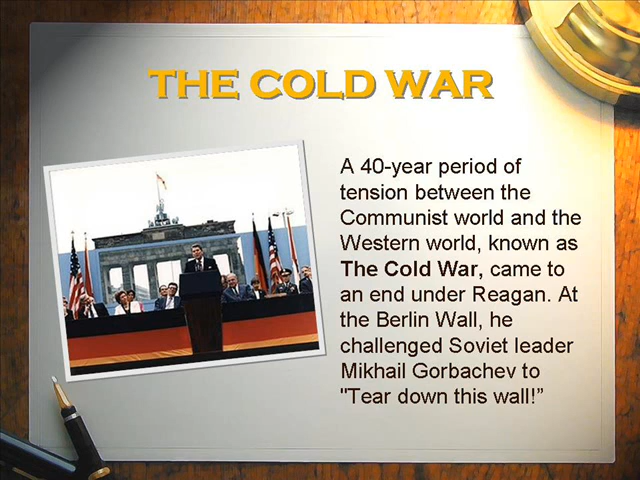 THE COLD WAR
A 40-year period of
tension between the
Communist world and the
Western world, known as
The Cold War, came to
an end under Reagan. At
the Berlin Wall, he
challenged Soviet leader
Mikhail Gorbachev to
"Tear down this wall!”